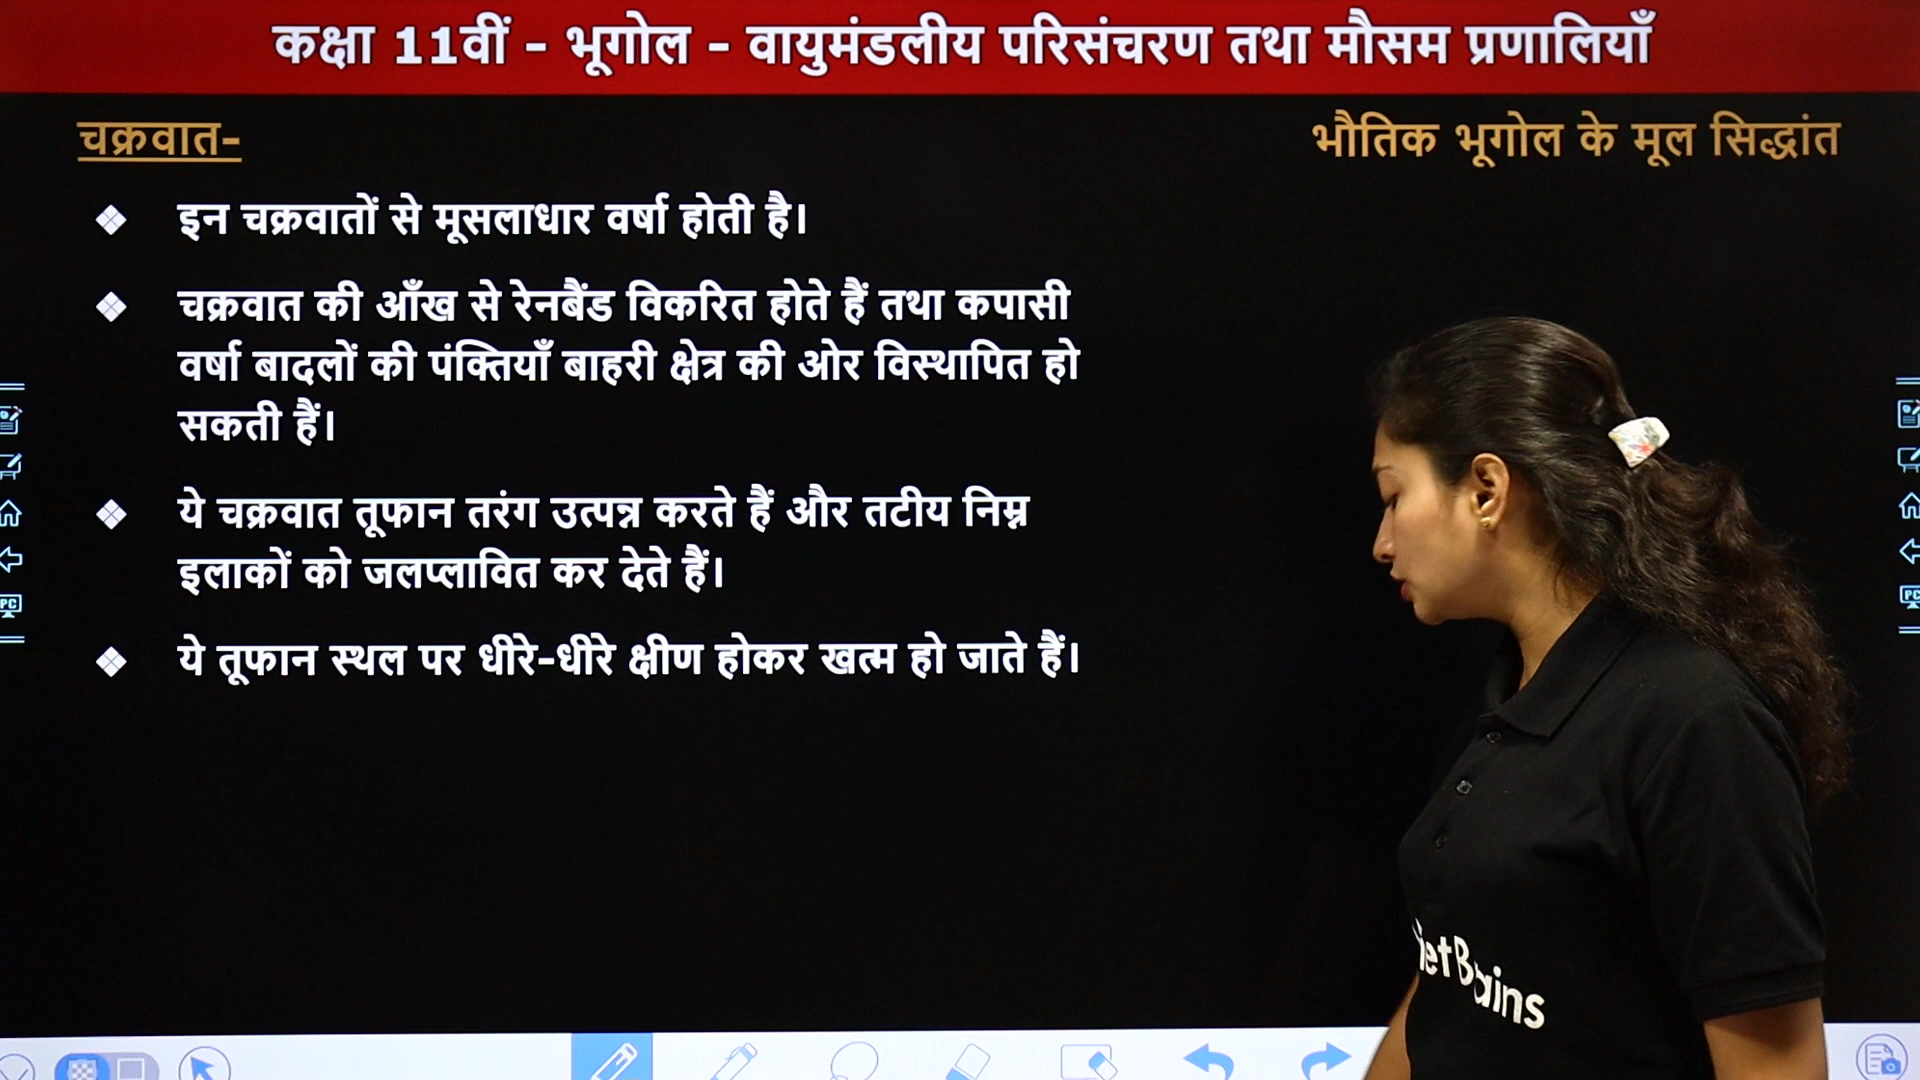 कक्षा 11वीं - भूगोल - वायुमंडलीय परिसंचरण तथा मौसम प्रणालियाँ
चक्रवात-
भौतिक भूगोल के मूल सिद्धांत
❖ इन चक्रवातों से मूसलाधार वर्षा होती है।
❖ चक्रवात की आँख से रेनबैंड विकरित होते हैं तथा कपासी
वर्षा बादलों की पंक्तियाँ बाहरी क्षेत्र की ओर विस्थापित हो
सकती हैं।
❖ ये चक्रवात तूफान तरंग उत्पन्न करते हैं और तटीय निम्न
इलाकों को जलप्लावित कर देते हैं।
❖ ये तूफान स्थल पर धीरे-धीरे क्षीण होकर खत्म हो जाते हैं।
PC
PC